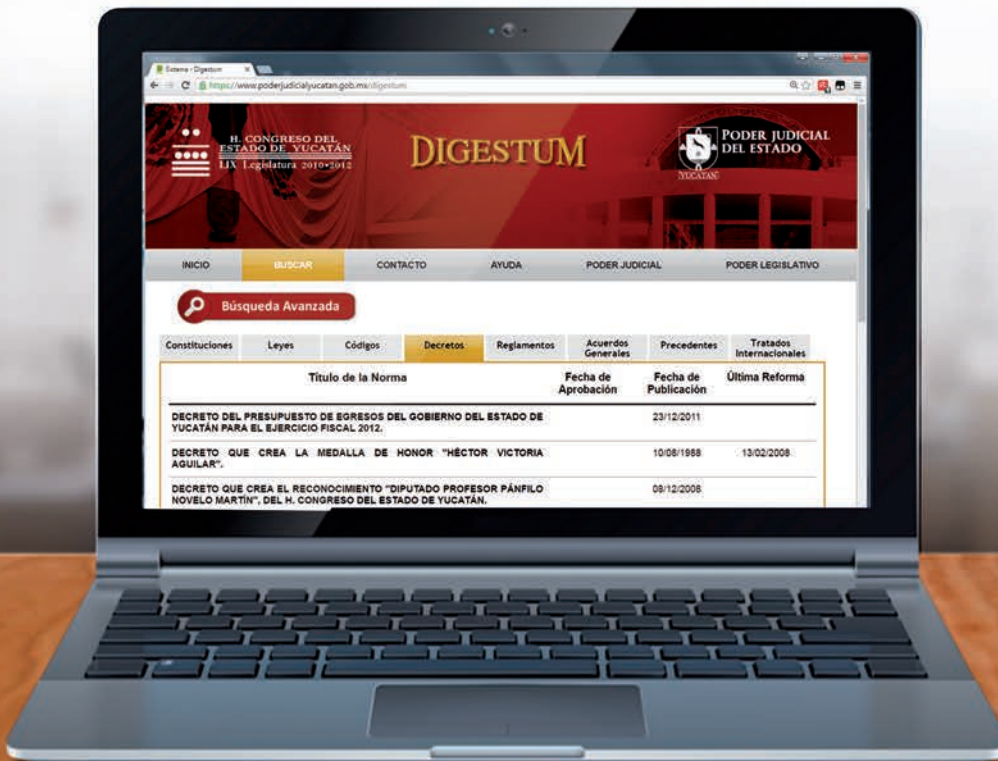 Externa - Digestum
https://www.poderjudicialyucatan.gob.mx/digestum
H. CONGRESO DEL
ESTADO DE YUCATÁN
LIX Legislatura 2010•2012
DIGESTUM
PODER JUDICIAL
DEL ESTADO
YUCATAN
INICIO BUSCAR CONTACTO AYUDA PODER JUDICIAL PODER LEGISLATIVO
Búsqueda Avanzada
Constituciones Leyes Códigos Decretos Reglamentos Acuerdos Generales Precedentes Tratados Internacionales
Título de la Norma Fecha de Aprobación Fecha de Publicación Última Reforma
DECRETO DEL PRESUPUESTO DE EGRESOS DEL GOBIERNO DEL ESTADO DE 23/12/2011
YUCATÁN PARA EL EJERCICIO FISCAL 2012.
DECRETO QUE CREA LA MEDALLA DE HONOR "HÉCTOR VICTORIA 10/08/1988 13/02/2008
AGUILAR".
DECRETO QUE CREA EL RECONOCIMIENTO "DIPUTADO PROFESOR PÁNFILO 08/12/2006
NOVELO MARTÍN", DEL H. CONGRESO DEL ESTADO DE YUCATÁN.